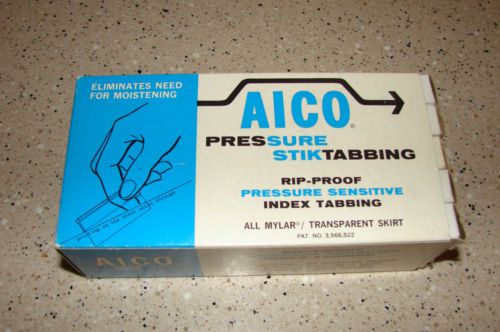 ELIMINATES NEED
FOR MOISTENING
AICO®
PRESSURE
STIKTABBING
RIP-PROOF
PRESSURE SENSITIVE
INDEX TABBING
ALL MYLAR®/ TRANSPARENT SKIRT
PAT. NO. 3,566,522
AICO